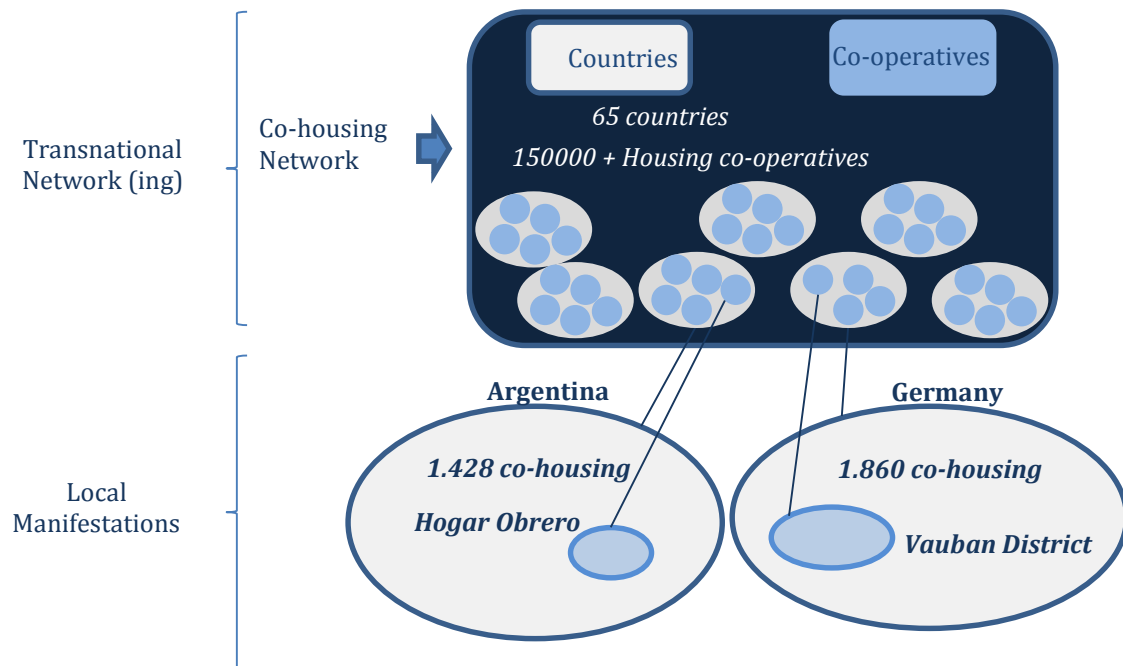 Countries
Co-operatives
65 countries
150000 + Housing co-operatives
Co-housing
Network
Transnational
Network (ing)
Argentina
Germany
1.428 co-housing
1.860 co-housing
Hogar Obrero
Vauban District
Local
Manifestations